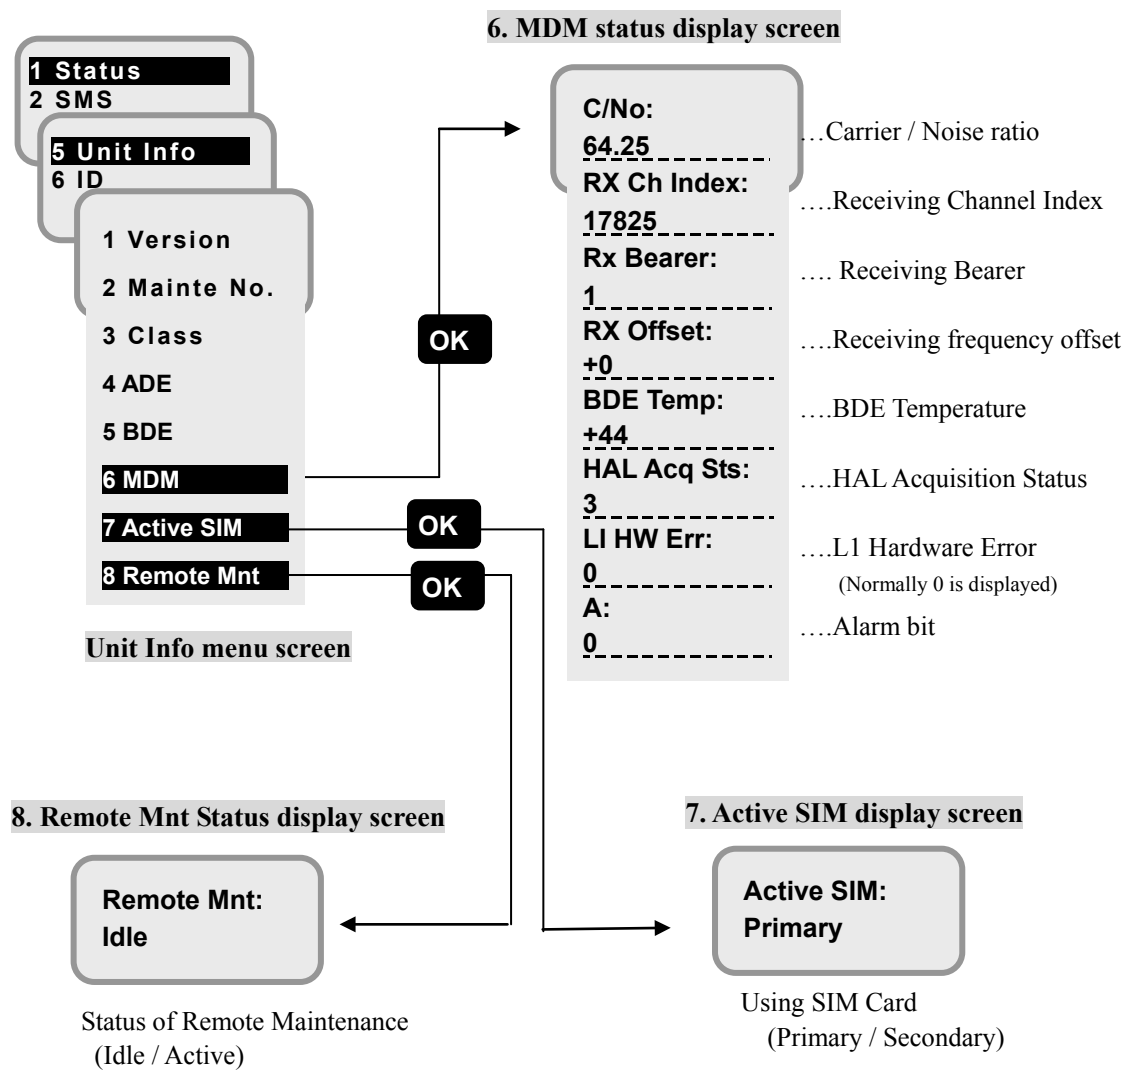 6. MDM status display screen
1 Status
2 SMS
5 Unit Info
6 ID
1 Version
2 Mainte No.
3 Class
4 ADE
5 BDE
6 MDM
7 Active SIM
8 Remote Mnt
OK
OK
OK
Unit Info menu screen
C/No:
64.25
RX Ch Index:
17825
Rx Bearer:
1
RX Offset:
+0
BDE Temp:
+44
HAL Acq Sts:
3
LI HW Err:
0
A:
0
…Carrier / Noise ratio
….Receiving Channel Index
…. Receiving Bearer
….Receiving frequency offset
….BDE Temperature
….HAL Acquisition Status
….L1 Hardware Error
(Normally 0 is displayed)
….Alarm bit
8. Remote Mnt Status display screen
Remote Mnt:
Idle
Status of Remote Maintenance
(Idle / Active)
7. Active SIM display screen
Active SIM:
Primary
Using SIM Card
(Primary / Secondary)